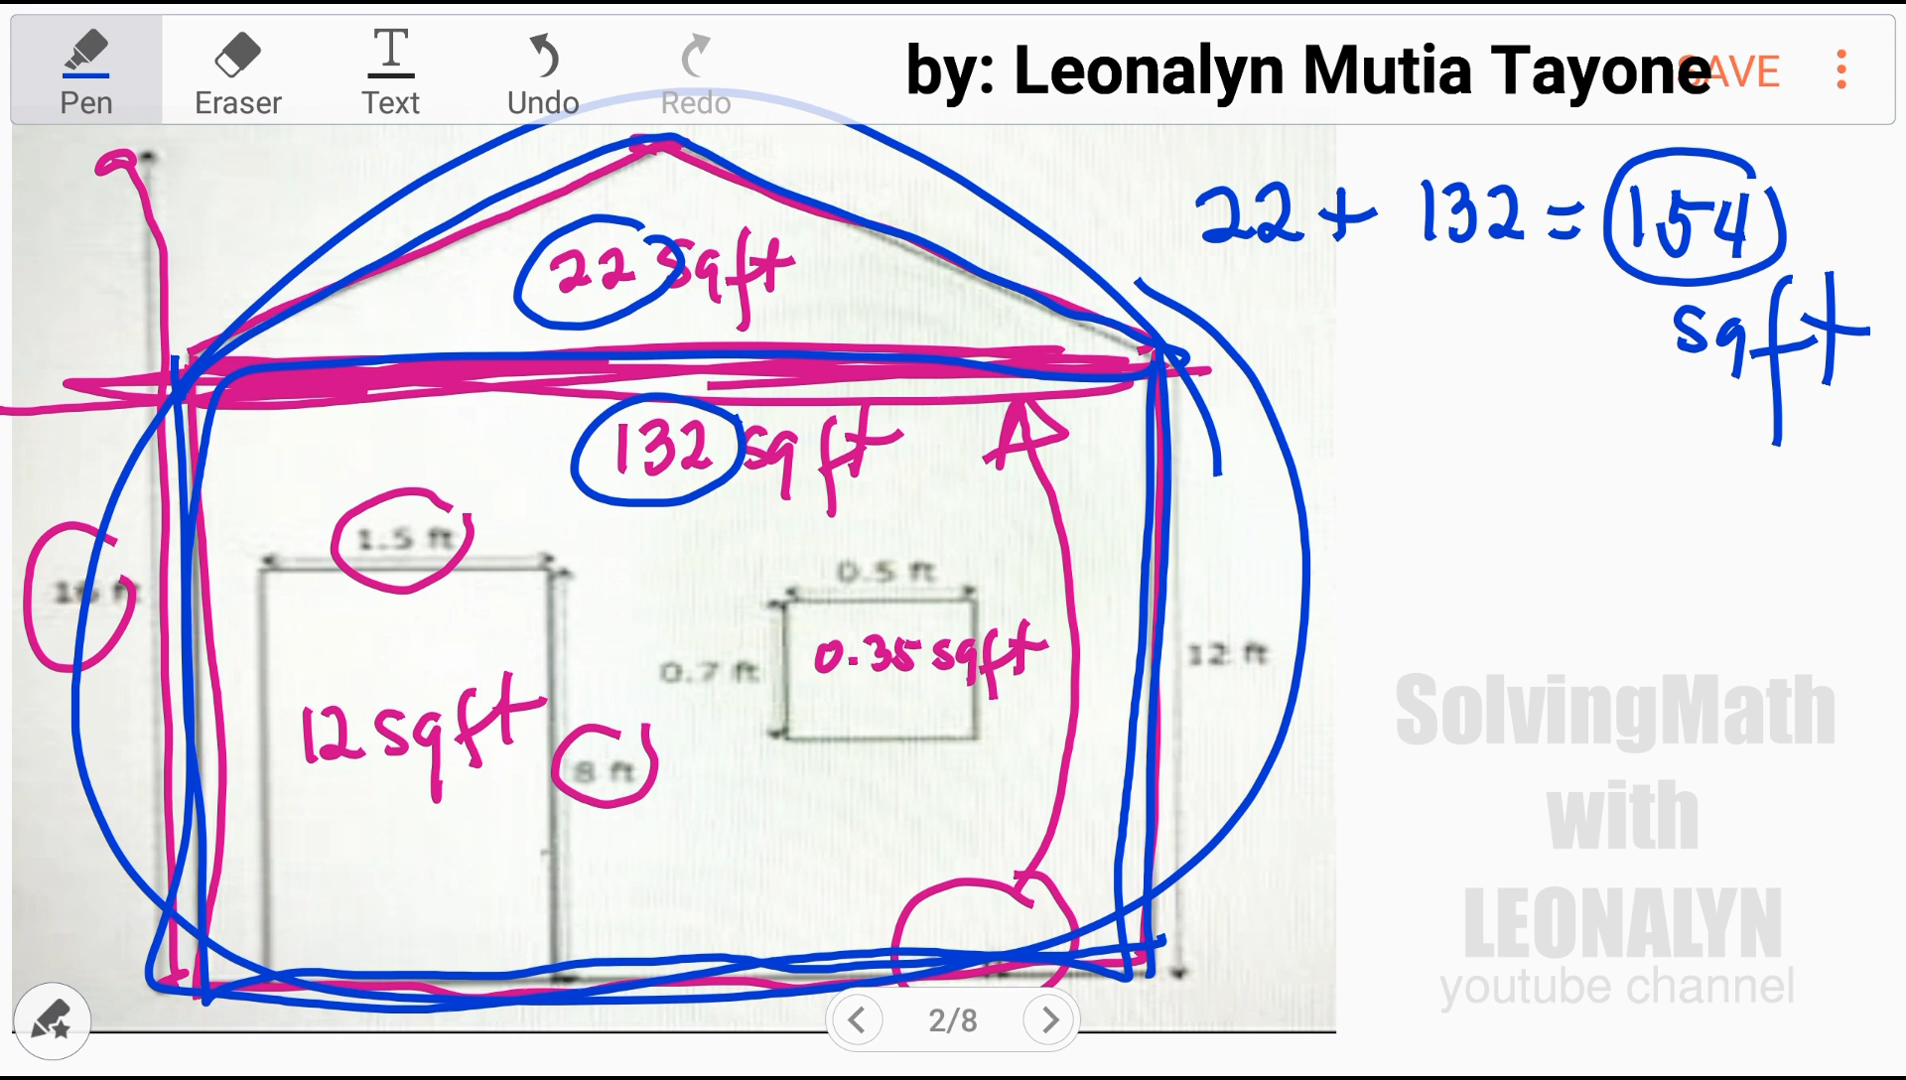 Pen
Eraser
Text
Undo
Redo
by: Leonalyn Mutia Tayone
SAVE
22 + 132 = 154
sqft
22 sqft
132 sqft
1.5 ft
16 ft
0.5 ft
0.7 ft
0.35 sqft
12 ft
12 sqft
8 ft
SolvingMath
with
LEONALYN
youtube channel
2/8